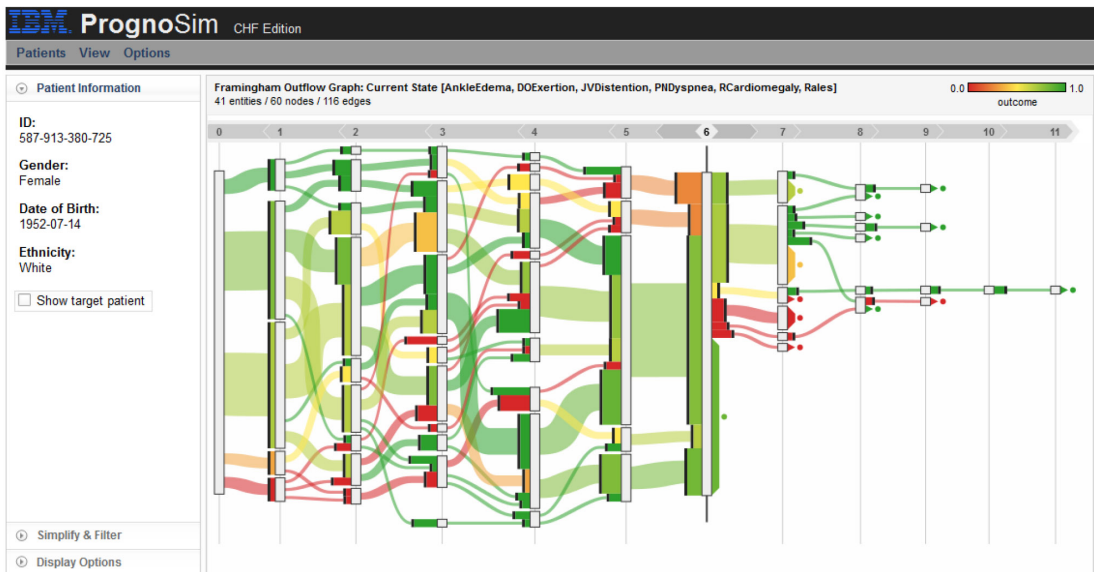 IBM. PrognoSim CHF Edition
Patients View Options
Patient Information
ID:
587-913-380-725
Gender:
Female
Date of Birth:
1952-07-14
Ethnicity:
White
Show target patient
Simplify & Filter
Display Options
Framingham Outflow Graph: Current State [AnkleEdema, DOExertion, JVDistention, PNDyspnea, RCardiomegaly, Rales]
41 entities / 60 nodes / 116 edges
0.0 1.0
outcome
0 1 2 3 4 5 6 7 8 9 10 11